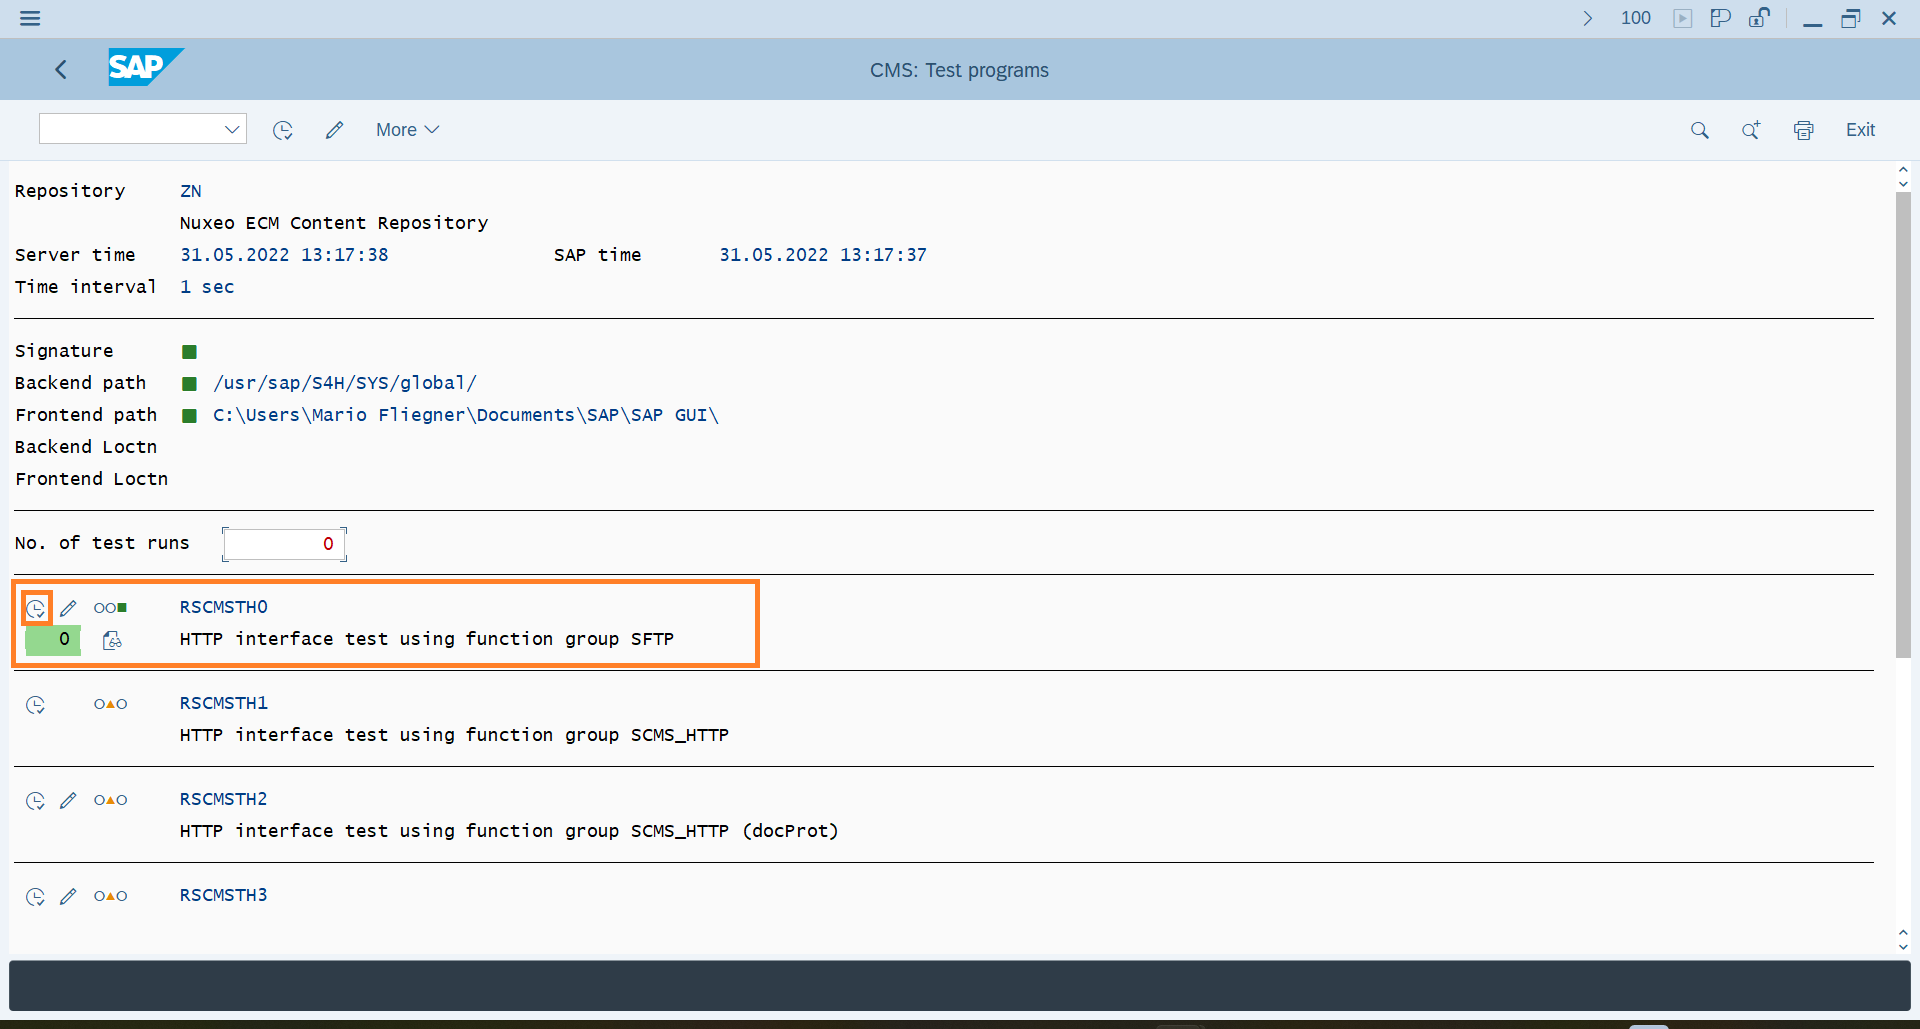 100
SAP
CMS: Test programs
More
Exit
Repository ZN
Nuxeo ECM Content Repository
Server time 31.05.2022 13:17:38 SAP time 31.05.2022 13:17:37
Time interval 1 sec
Signature
Backend path /usr/sap/S4H/SYS/global/
Frontend path C:\Users\Mario Fliegner\Documents\SAP\SAP GUI\
Backend Loctn
Frontend Loctn
No. of test runs 0
RSCMSTH0
0 HTTP interface test using function group SFTP
RSCMSTH1
HTTP interface test using function group SCMS_HTTP
RSCMSTH2
HTTP interface test using function group SCMS_HTTP (docProt)
RSCMSTH3